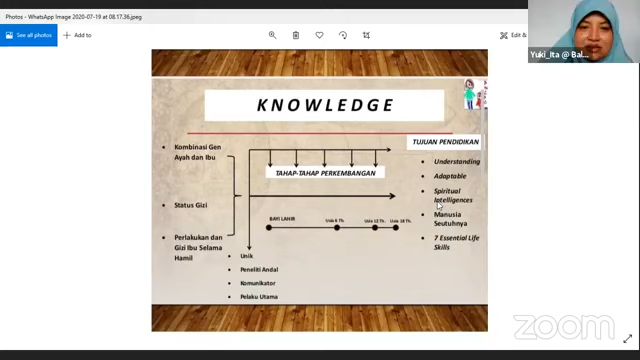 Photos - WhatsApp Image 2020-07-19 at 08.17.36.jpeg
See all photos
Add to
Edit &
Yuki_Ita @ Bal...
KNOWLEDGE
TUJUAN PENDIDIKAN
• Kombinasi Gen
Ayah dan Ibu
• Status Gizi
• Perlakukan dan
Gizi Ibu Selama
Hamil
TAHAP-TAHAP PERKEMBANGAN
BAYI LAHIR
Usia 6 Th.
Usia 12 Th.
Usia 18 Th.
• Unik
• Peneliti Andal
• Komunikator
• Pelaku Utama
• Understanding
• Adaptable
• Spiritual
Intelligences
• Manusia
Seutuhnya
• 7 Essential Life
Skills
zoom